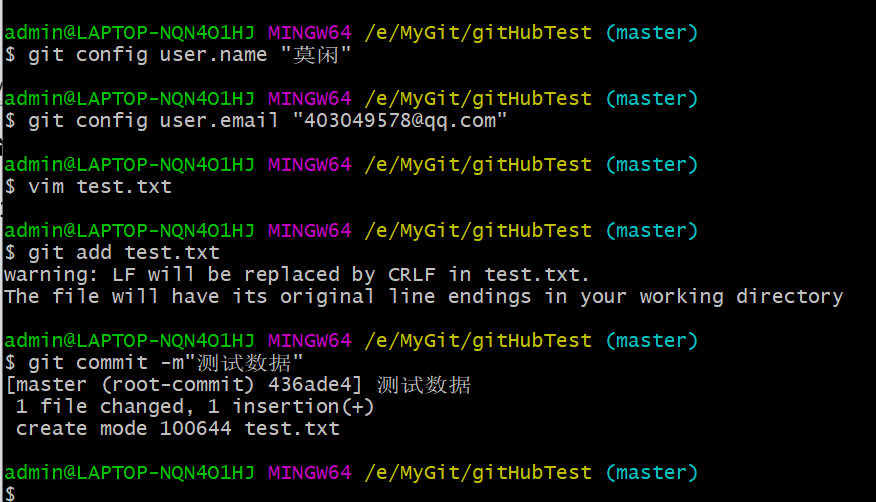 admin@LAPTOP-NQN4O1HJ MINGW64 /e/MyGit/gitHubTest (master)
$ git config user.name "莫闲"
admin@LAPTOP-NQN4O1HJ MINGW64 /e/MyGit/gitHubTest (master)
$ git config user.email "403049578@qq.com"
admin@LAPTOP-NQN4O1HJ MINGW64 /e/MyGit/gitHubTest (master)
$ vim test.txt
admin@LAPTOP-NQN4O1HJ MINGW64 /e/MyGit/gitHubTest (master)
$ git add test.txt
warning: LF will be replaced by CRLF in test.txt.
The file will have its original line endings in your working directory
admin@LAPTOP-NQN4O1HJ MINGW64 /e/MyGit/gitHubTest (master)
$ git commit -m"测试数据"
[master (root-commit) 436ade4] 测试数据
1 file changed, 1 insertion(+)
create mode 100644 test.txt
admin@LAPTOP-NQN4O1HJ MINGW64 /e/MyGit/gitHubTest (master)
$